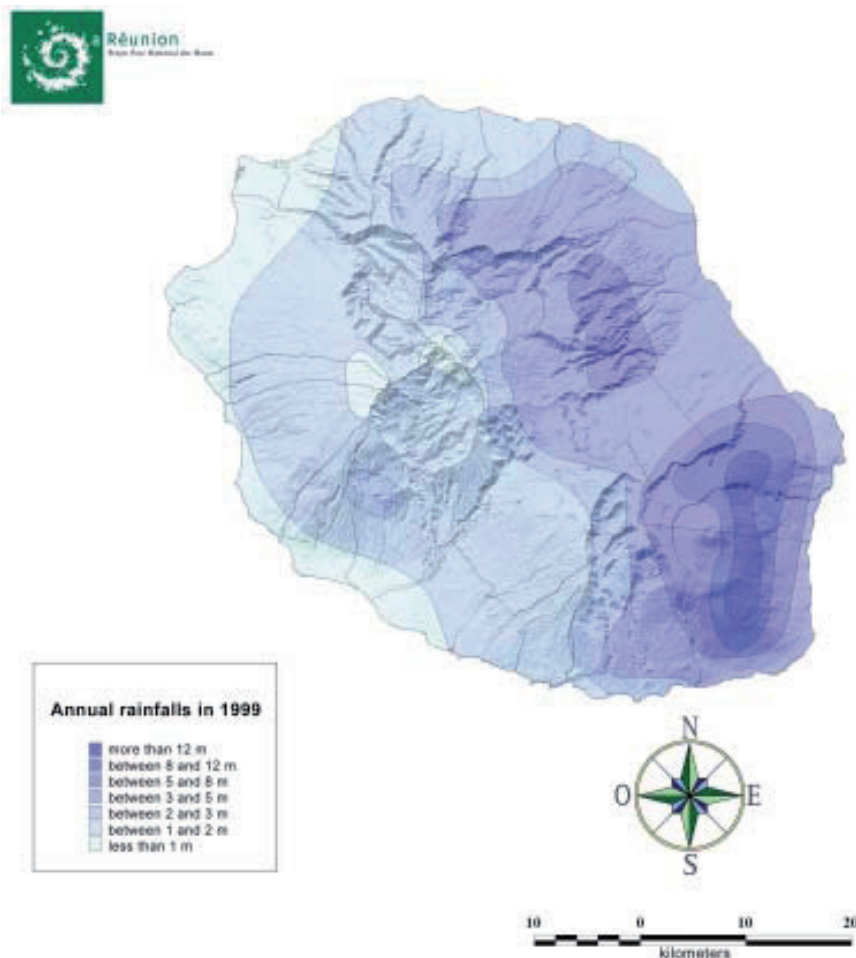 Réunion
Annual rainfalls in 1999
more than 12 m
between 8 and 12 m
between 5 and 8 m
between 3 and 5 m
between 2 and 3 m
between 1 and 2 m
less than 1 m
N
O E
S
10 0 10 20
kilometers